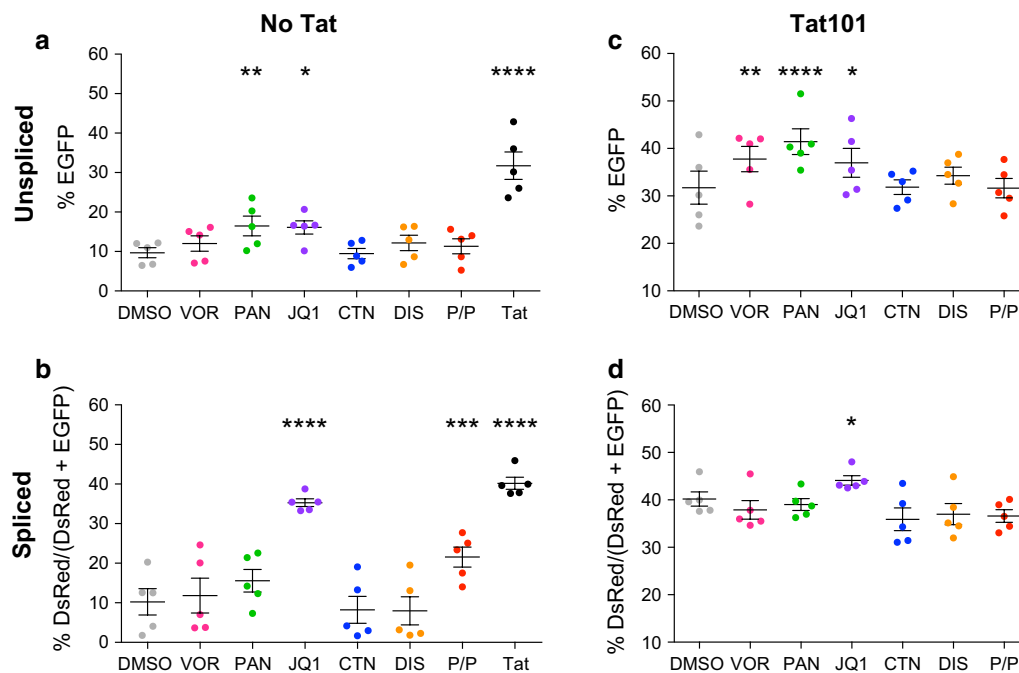 No Tat
Tat101
Unspliced
Spliced
a
% EGFP
60
50
40
30
20
10
0
** * ****
DMSO VOR PAN JQ1 CTN DIS P/P Tat
c
% EGFP
60
50
40
30
20
10
** **** *
DMSO VOR PAN JQ1 CTN DIS P/P
b
% DsRed/(DsRed + EGFP)
60
50
40
30
20
10
0
**** *** ****
DMSO VOR PAN JQ1 CTN DIS P/P Tat
d
% DsRed/(DsRed + EGFP)
60
50
40
30
20
10
*
DMSO VOR PAN JQ1 CTN DIS P/P